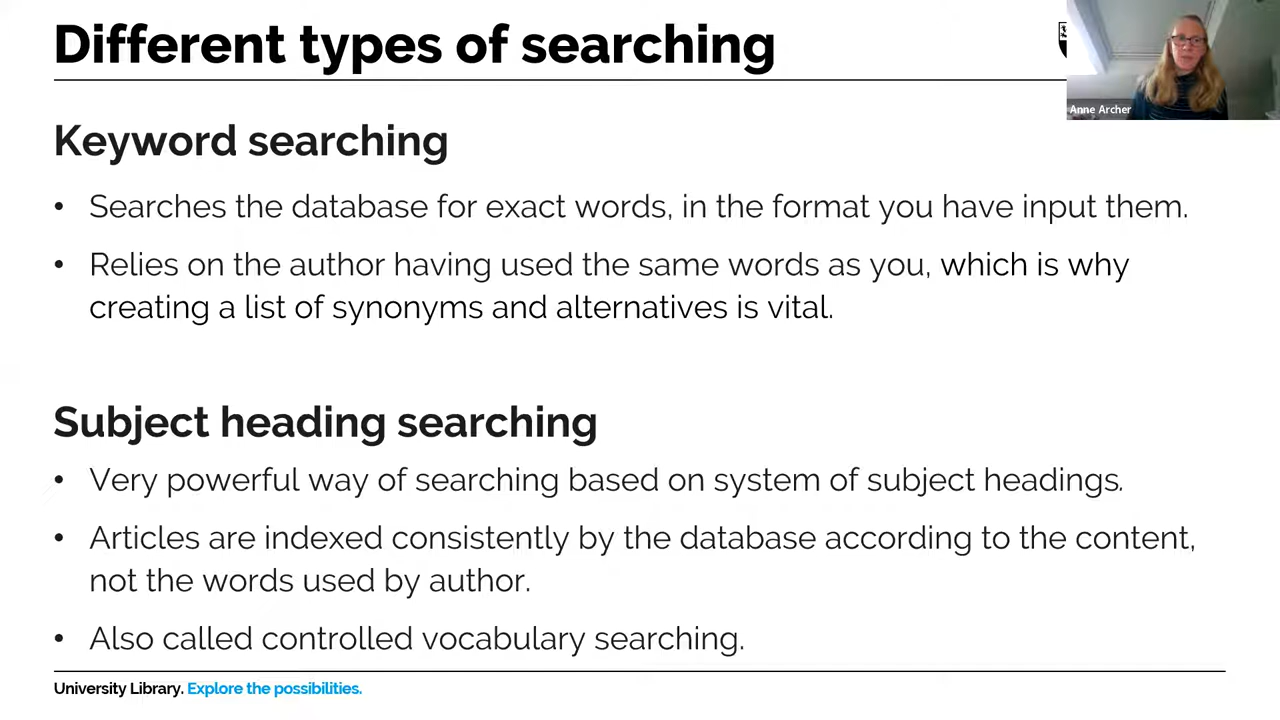 Different types of searching
Anne Archer
Keyword searching
• Searches the database for exact words, in the format you have input them.
• Relies on the author having used the same words as you, which is why
creating a list of synonyms and alternatives is vital.
Subject heading searching
• Very powerful way of searching based on system of subject headings.
• Articles are indexed consistently by the database according to the content,
not the words used by author.
• Also called controlled vocabulary searching.
University Library. Explore the possibilities.